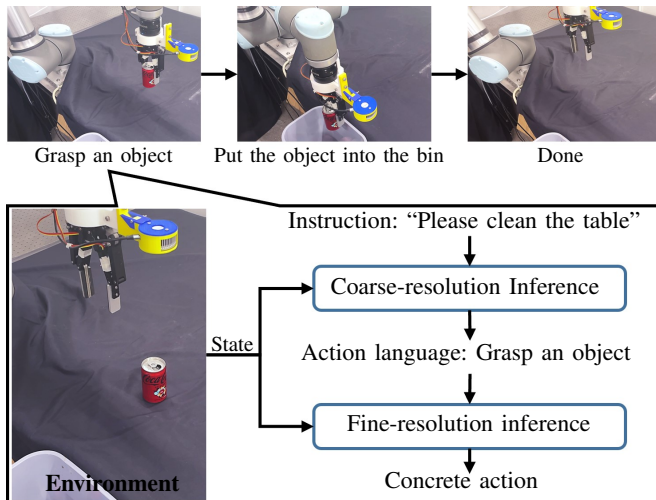 Grasp an object
Put the object into the bin
Done
Instruction: “Please clean the table”
Coarse-resolution Inference
State
Action language: Grasp an object
Fine-resolution inference
Environment
Concrete action